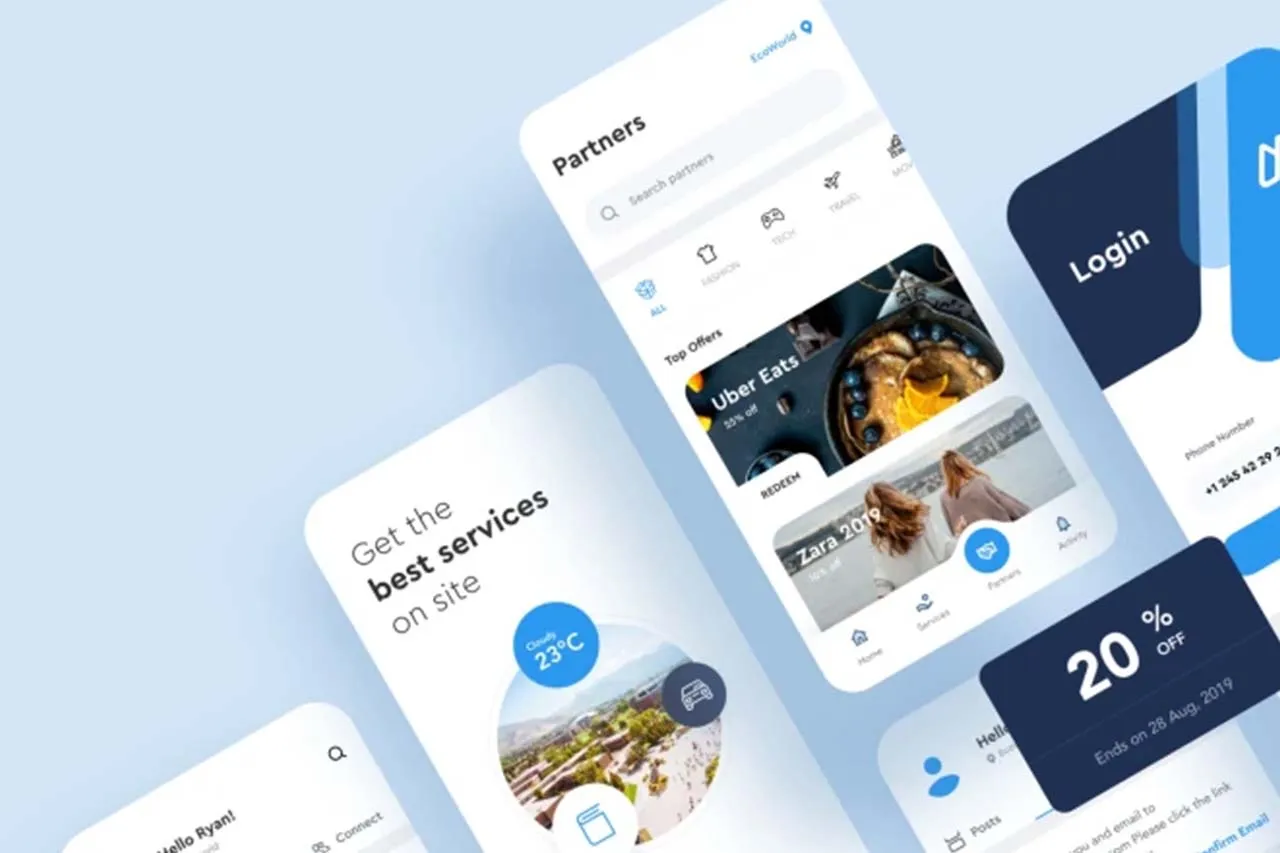 EcoWorld
Partners
Search partners
ALL
FASHION
TECH
TRAVEL
Top Offers
Uber Eats
25% off
REDEEM
Zara 2019
10% off
Home
Services
Partners
Activity
Login
Phone Number
+1 245 42 29 2
Get the
best services
on site
Cloudy
23°C
20 %
OFF
Ends on 28 Aug, 2019
Posts
you and email to
Please click the link
Confirm Email
Hello Ryan!
Connect